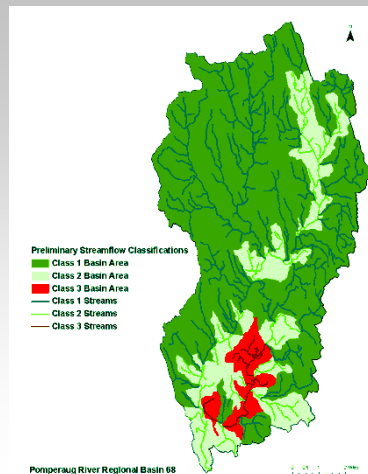 N
Preliminary Streamflow Classifications
Class 1 Basin Area
Class 2 Basin Area
Class 3 Basin Area
Class 1 Streams
Class 2 Streams
Class 3 Streams
Pomperaug River Regional Basin 68